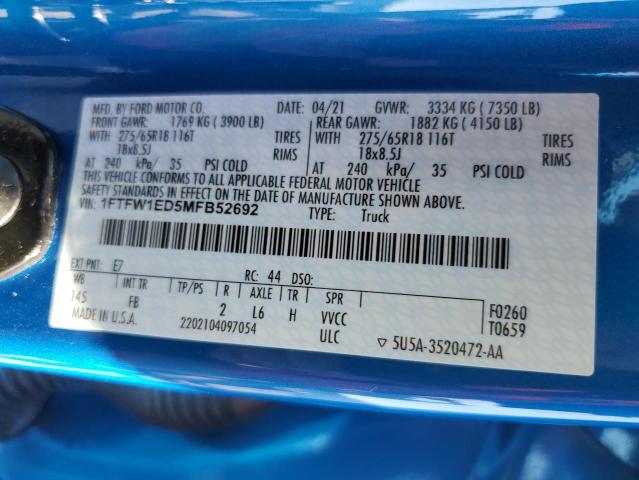 MFD. BY FORD MOTOR CO. DATE: 04/21 GVWR: 3334 KG ( 7350 LB)
FRONT GAWR: 1769 KG ( 3900 LB) REAR GAWR: 1882 KG ( 4150 LB)
WITH 275/65R18 116T TIRES WITH 275/65R18 116T TIRES
18x8.5J RIMS 18x8.5J RIMS
AT 240 kPa/ 35 PSI COLD AT 240 kPa/ 35 PSI COLD
THIS VEHICLE CONFORMS TO ALL APPLICABLE FEDERAL MOTOR VEHICLE
SAFETY STANDARDS IN EFFECT ON THE DATE OF MANUFACTURE SHOWN ABOVE.
VIN: 1FTFW1ED5MFB52692 TYPE: Truck
EXT PNT: E7 RC: 44 DSO:
WB INT TR TP/PS R AXLE TR SPR
145 FB 2 L6 H VVCC F0260
MADE IN U.S.A. 2202104097054 ULC T0659
▽ 5U5A-3520472-AA